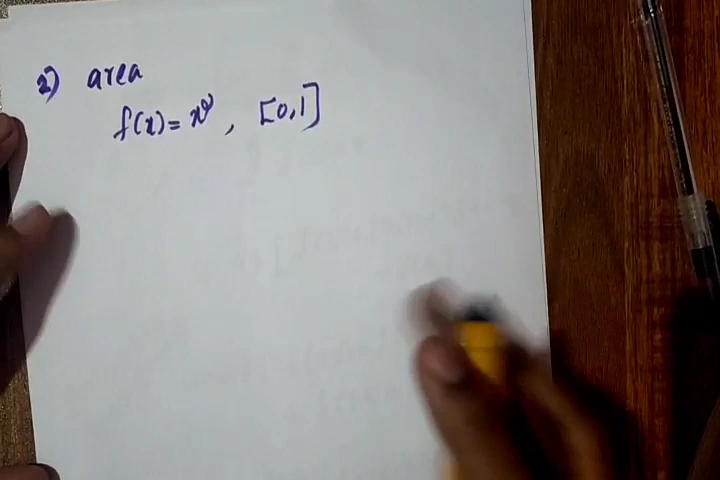 2) area
f(x) = x², [0,1]